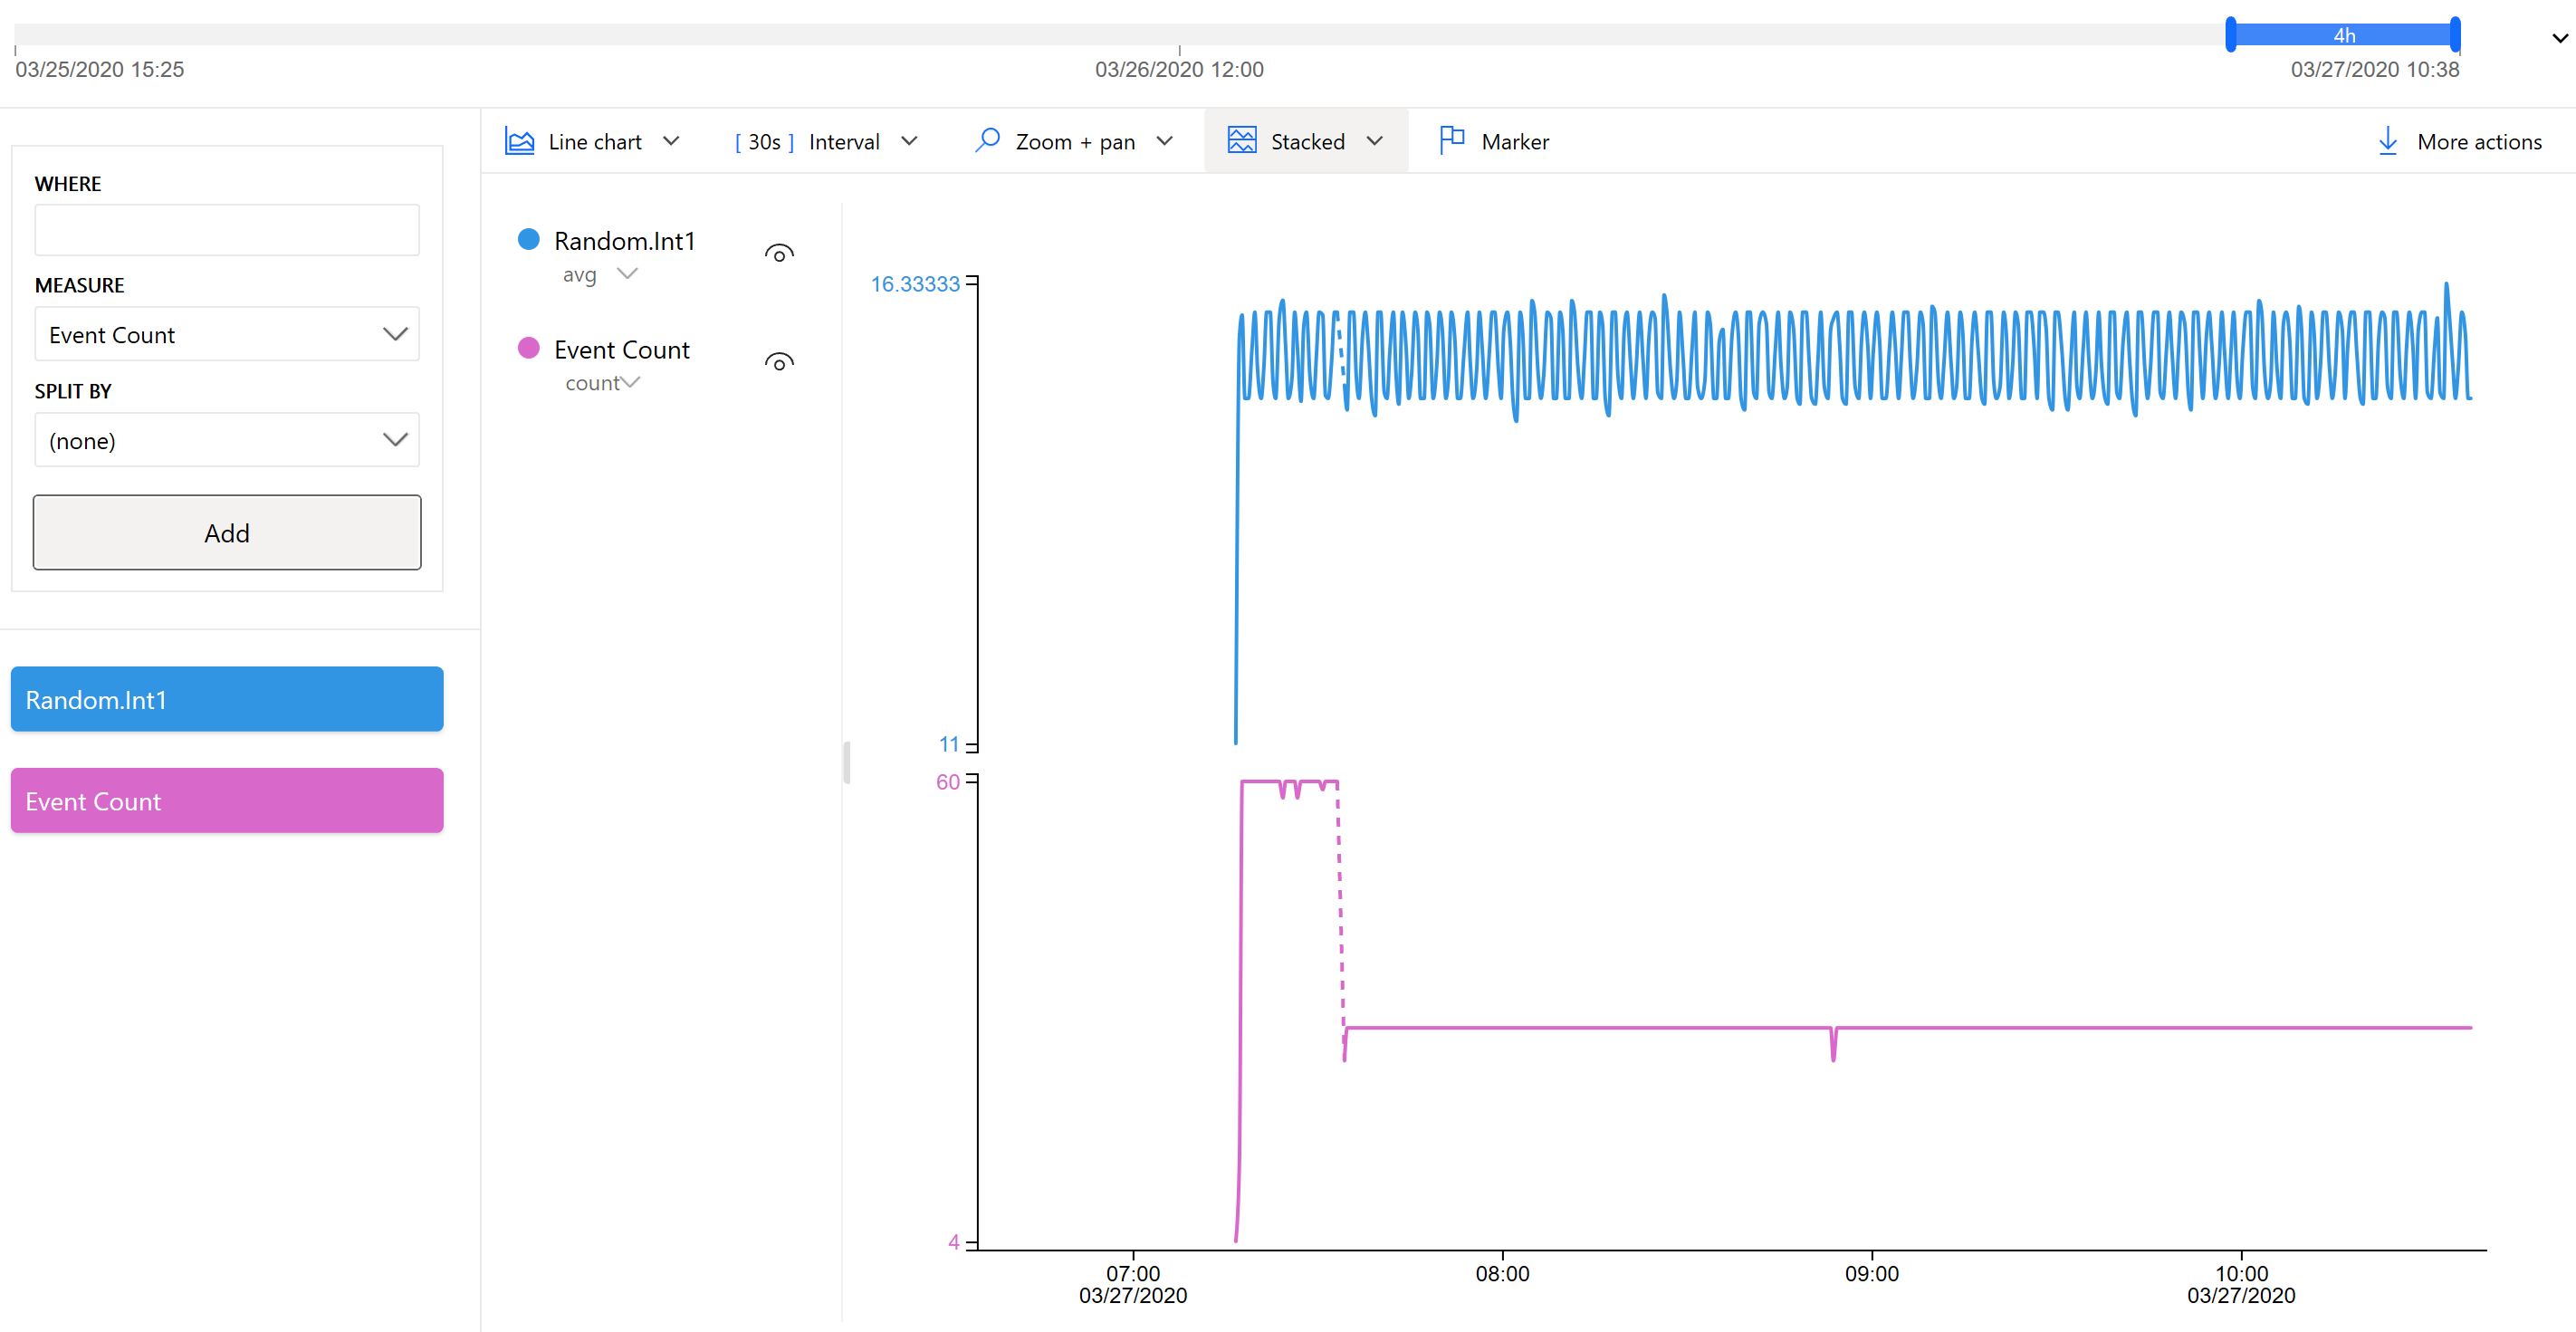 4h
03/25/2020 15:25
03/26/2020 12:00
03/27/2020 10:38
Line chart
[ 30s ] Interval
Zoom + pan
Stacked
Marker
More actions
WHERE
MEASURE
Event Count
SPLIT BY
(none)
Add
Random.Int1
Event Count
Random.Int1
avg
Event Count
count
16.33333
11
60
4
07:00
03/27/2020
08:00
09:00
10:00
03/27/2020